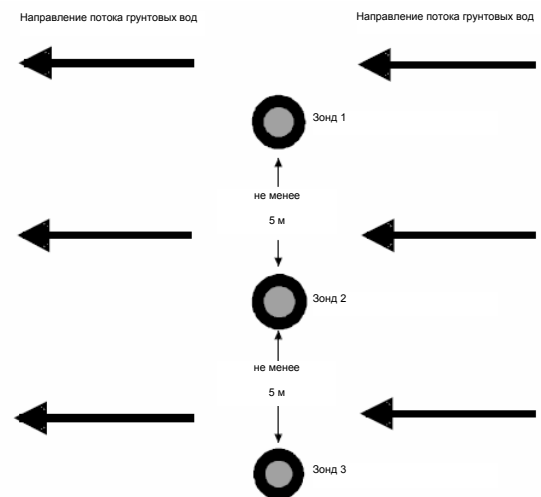 Направление потока грунтовых вод
Направление потока грунтовых вод
Зонд 1
не менее
5 м
Зонд 2
не менее
5 м
Зонд 3